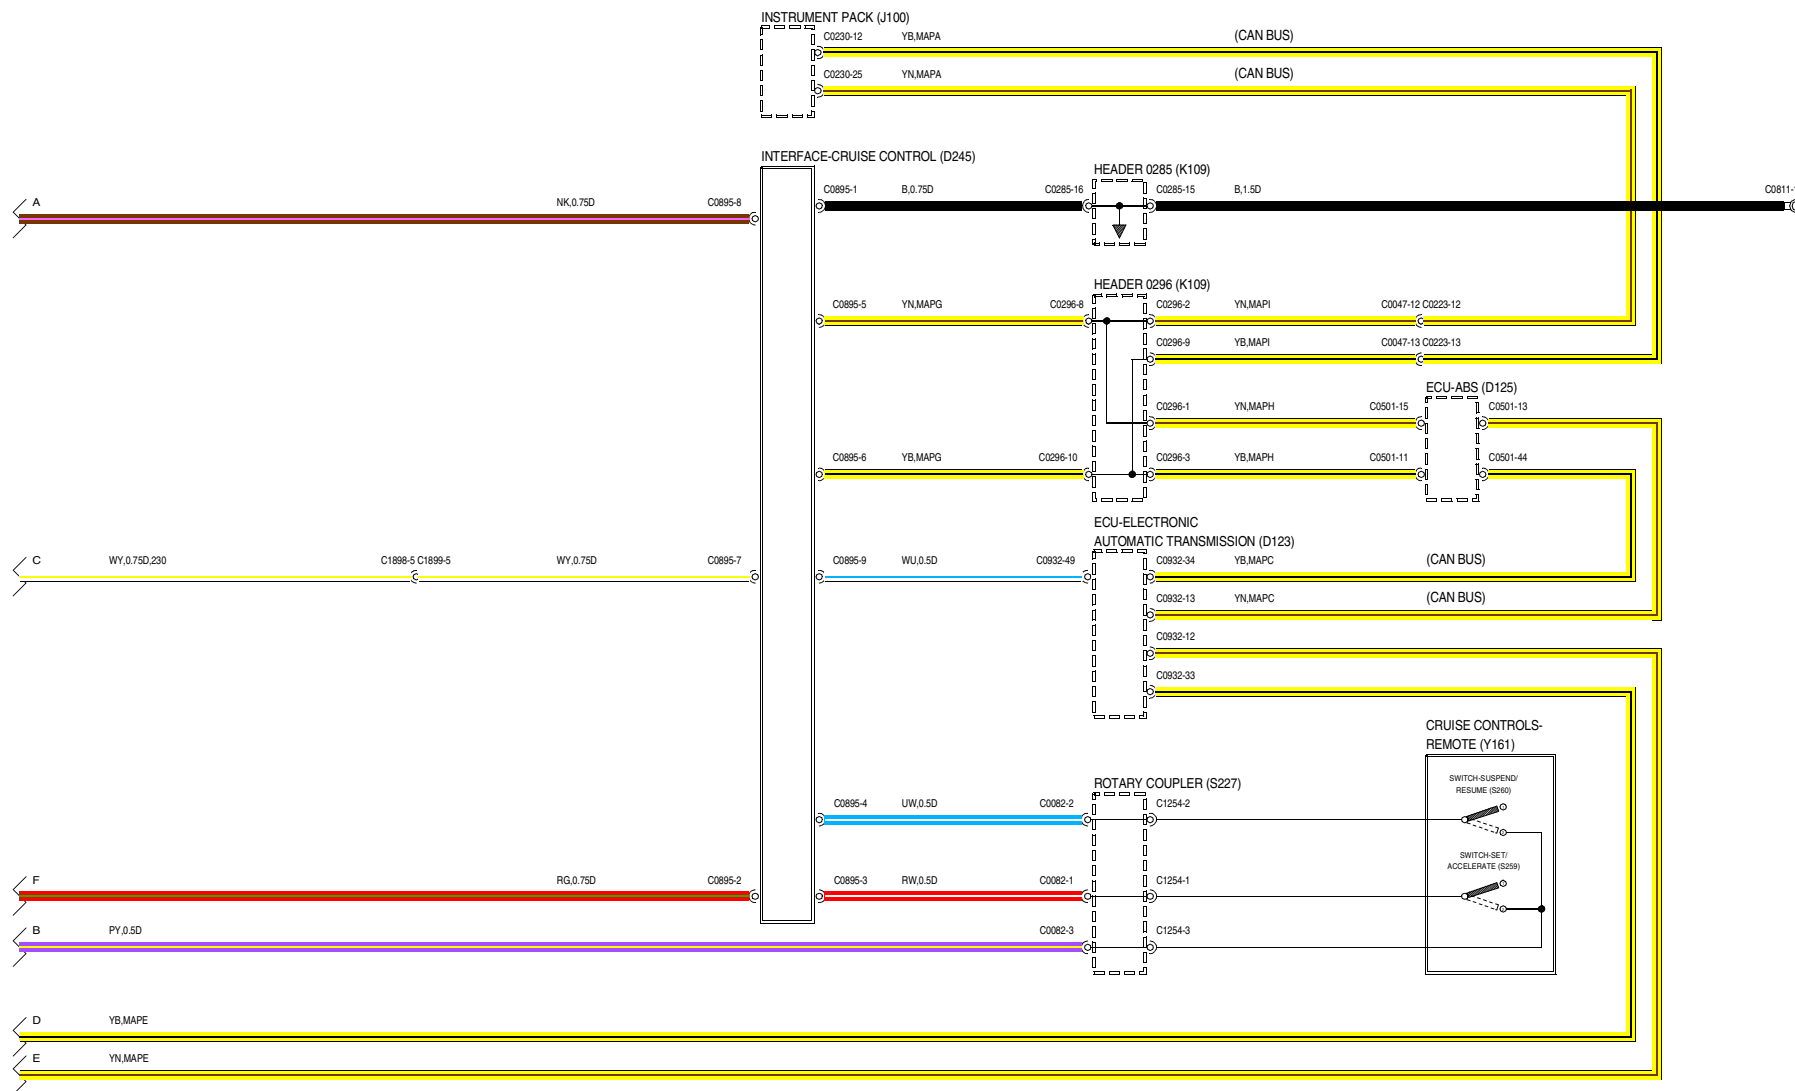 INSTRUMENT PACK (J100)
C0230-12 YB,MAPA (CAN BUS)
C0230-25 YN,MAPA (CAN BUS)
INTERFACE-CRUISE CONTROL (D245)
HEADER 0285 (K109)
A NK,0.75D C0895-8
C0895-1 B,0.75D C0285-16 C0285-15 B,1.5D
HEADER 0296 (K109)
C0895-5 YN,MAPG C0296-8 C0296-2 YN,MAPI C0047-12 C0223-12
C0296-9 YB,MAPI C0047-13 C0223-13
ECU-ABS (D125)
C0296-1 YN,MAPH C0501-15 C0501-13
C0895-6 YB,MAPG C0296-10 C0296-3 YB,MAPH C0501-11 C0501-44
ECU-ELECTRONIC
AUTOMATIC TRANSMISSION (D123)
C WY,0.75D,230 C1898-5 C1899-5 WY,0.75D C0895-7 C0895-9 WU,0.5D C0932-49 C0932-34 YB,MAPC (CAN BUS)
C0932-13 YN,MAPC (CAN BUS)
C0932-12
C0932-33
CRUISE CONTROLS-
REMOTE (Y161)
SWITCH-SUSPEND/
RESUME (S260)
ROTARY COUPLER (S227)
C0895-4 UW,0.5D C0082-2 C1254-2
SWITCH-SET/
ACCELERATE (S259)
F RG,0.75D C0895-2 C0895-3 RW,0.5D C0082-1 C1254-1
B PY,0.5D C0082-3 C1254-3
D YB,MAPE
E YN,MAPE